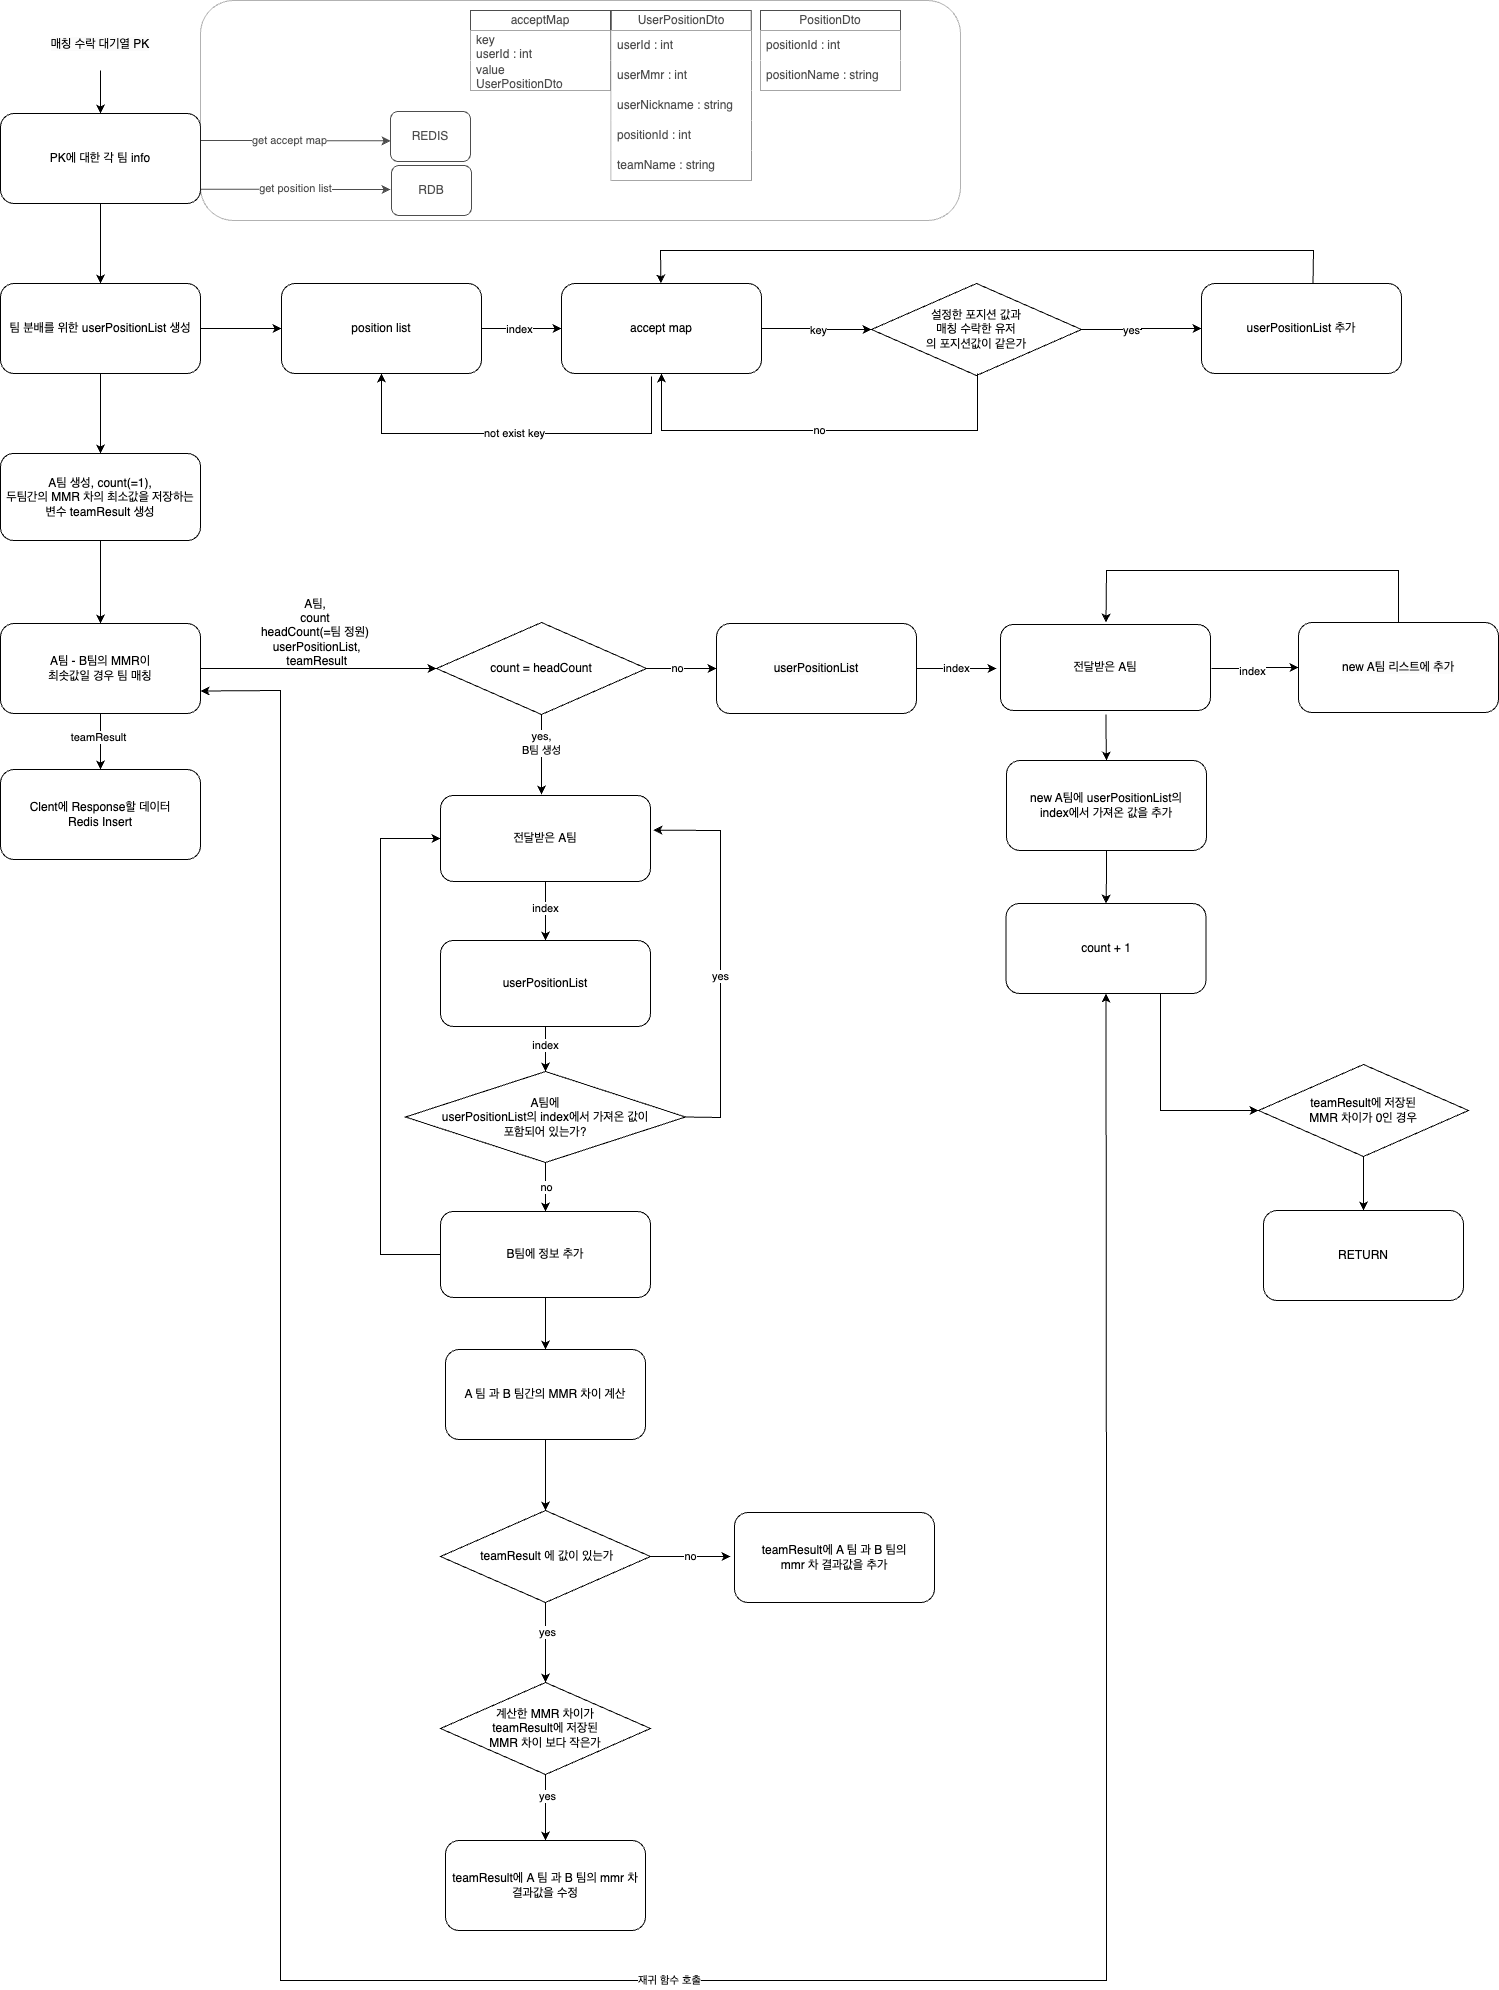 매칭 수락 대기열 PK
acceptMap
key
userId : int
value
UserPositionDto
UserPositionDto
userId : int
userMmr : int
userNickname : string
positionId : int
teamName : string
PositionDto
positionId : int
positionName : string
PK에 대한 각 팀 info
get accept map
REDIS
get position list
RDB
팀 분배를 위한 userPositionList 생성
position list
index
accept map
key
설정한 포지션 값과
매칭 수락한 유저
의 포지션값이 같은가
yes
userPositionList 추가
not exist key
no
A팀 생성, count(=1),
두팀간의 MMR 차의 최소값을 저장하는
변수 teamResult 생성
A팀 - B팀의 MMR이
최솟값일 경우 팀 매칭
A팀,
count
headCount(=팀 정원)
userPositionList,
teamResult
count = headCount
no
userPositionList
index
전달받은 A팀
index
new A팀 리스트에 추가
teamResult
Clent에 Response할 데이터
Redis Insert
yes,
B팀 생성
전달받은 A팀
index
userPositionList
index
A팀에
userPositionList의 index에서 가져온 값이
포함되어 있는가?
yes
no
B팀에 정보 추가
new A팀에 userPositionList의
index에서 가져온 값을 추가
count + 1
teamResult에 저장된
MMR 차이가 0인 경우
RETURN
A 팀 과 B 팀간의 MMR 차이 계산
teamResult 에 값이 있는가
no
teamResult에 A 팀 과 B 팀의
mmr 차 결과값을 추가
yes
계산한 MMR 차이가
teamResult에 저장된
MMR 차이 보다 작은가
yes
teamResult에 A 팀 과 B 팀의 mmr 차
결과값을 수정
재귀 함수 호출